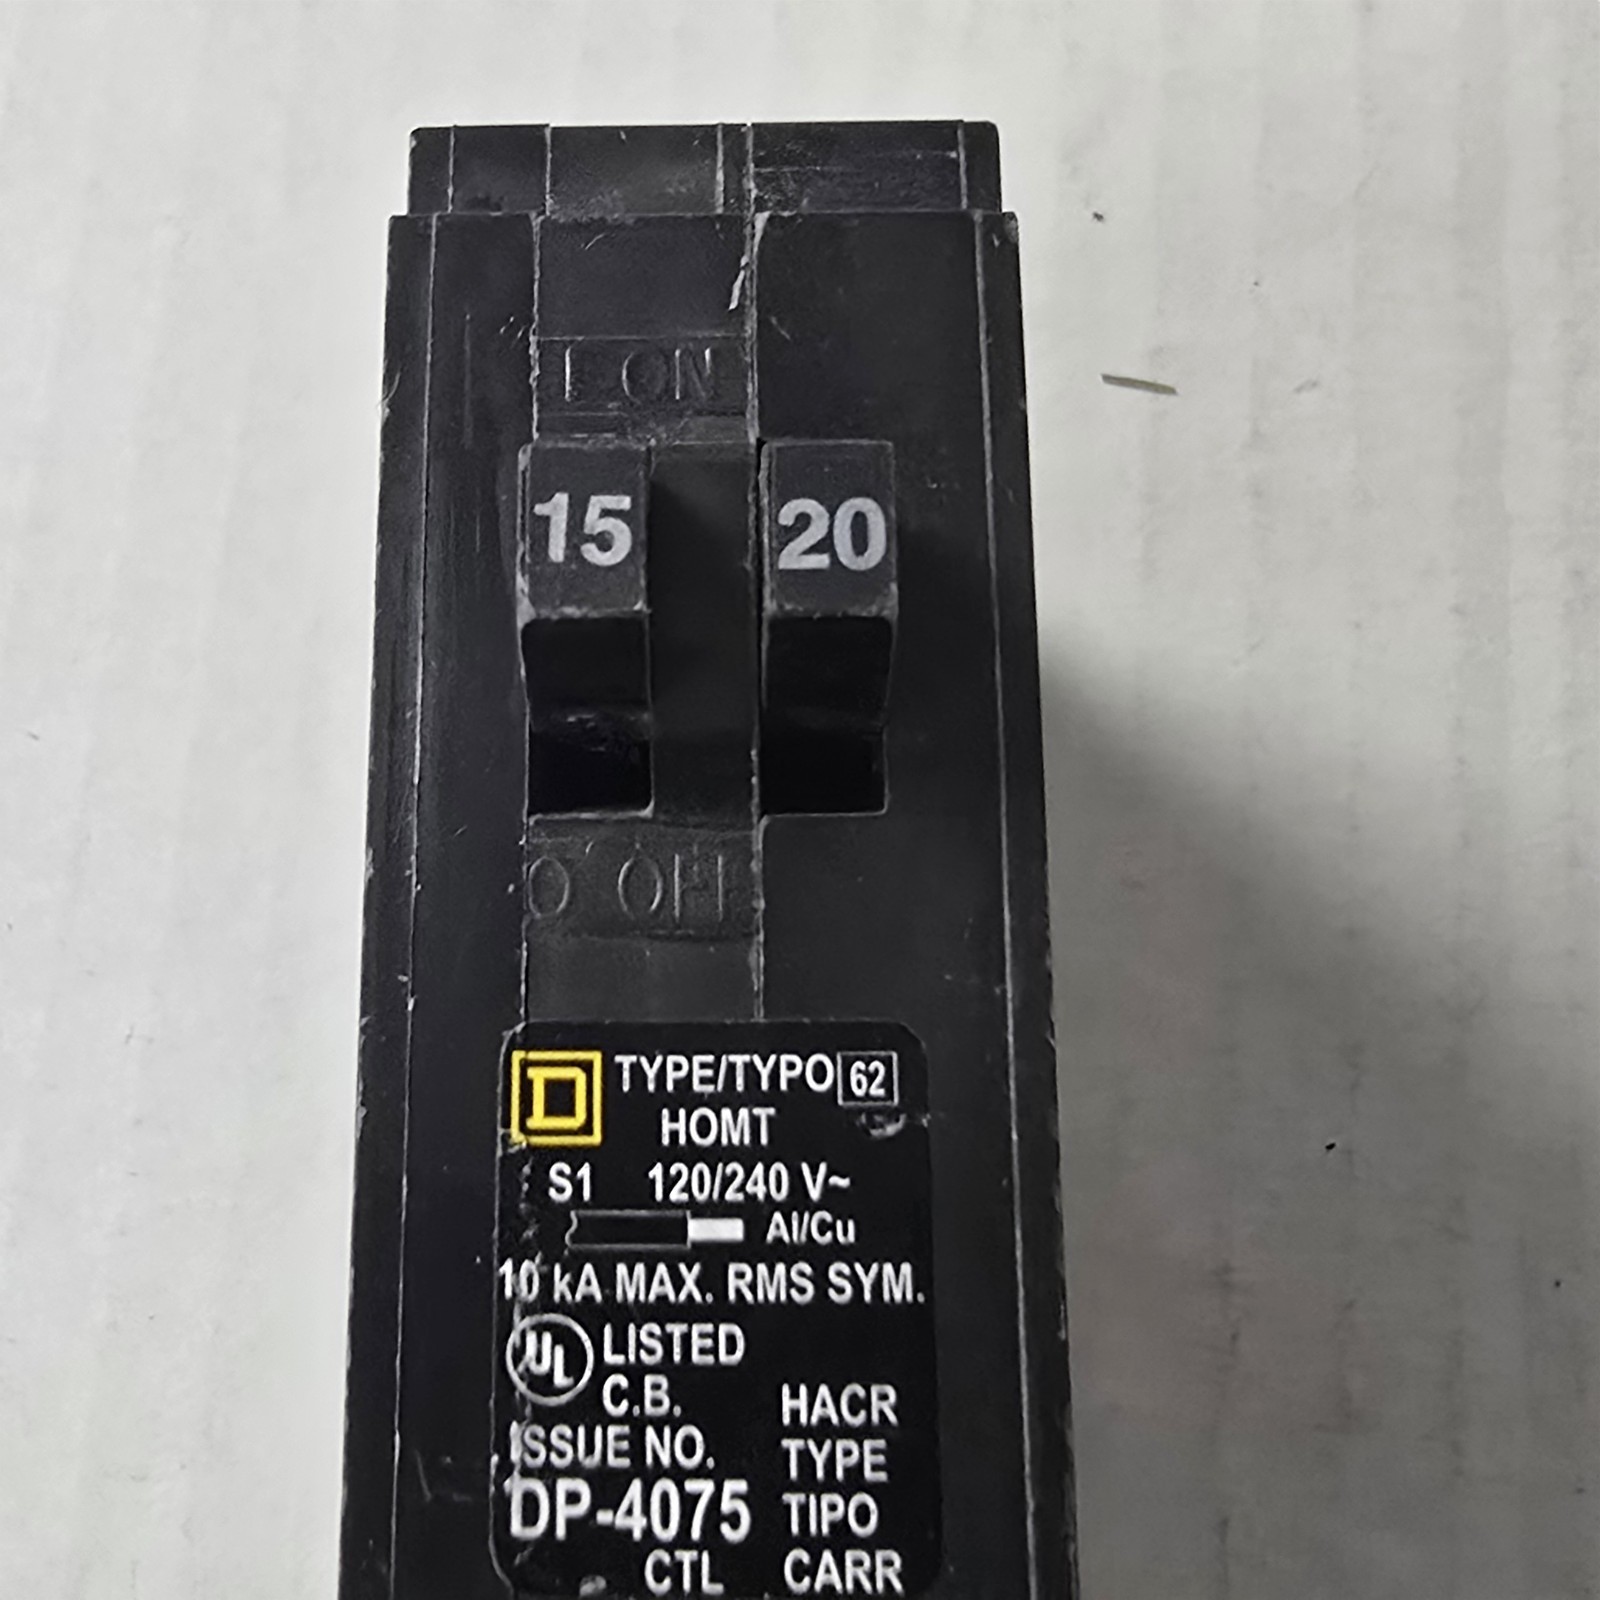 I ON
15 20
O OFF
D TYPE/TYPO 62
HOMT
S1 120/240 V~
Al/Cu
10 kA MAX. RMS SYM.
UL LISTED
C.B. HACR
ISSUE NO. TYPE
DP-4075 TIPO
CTL CARR